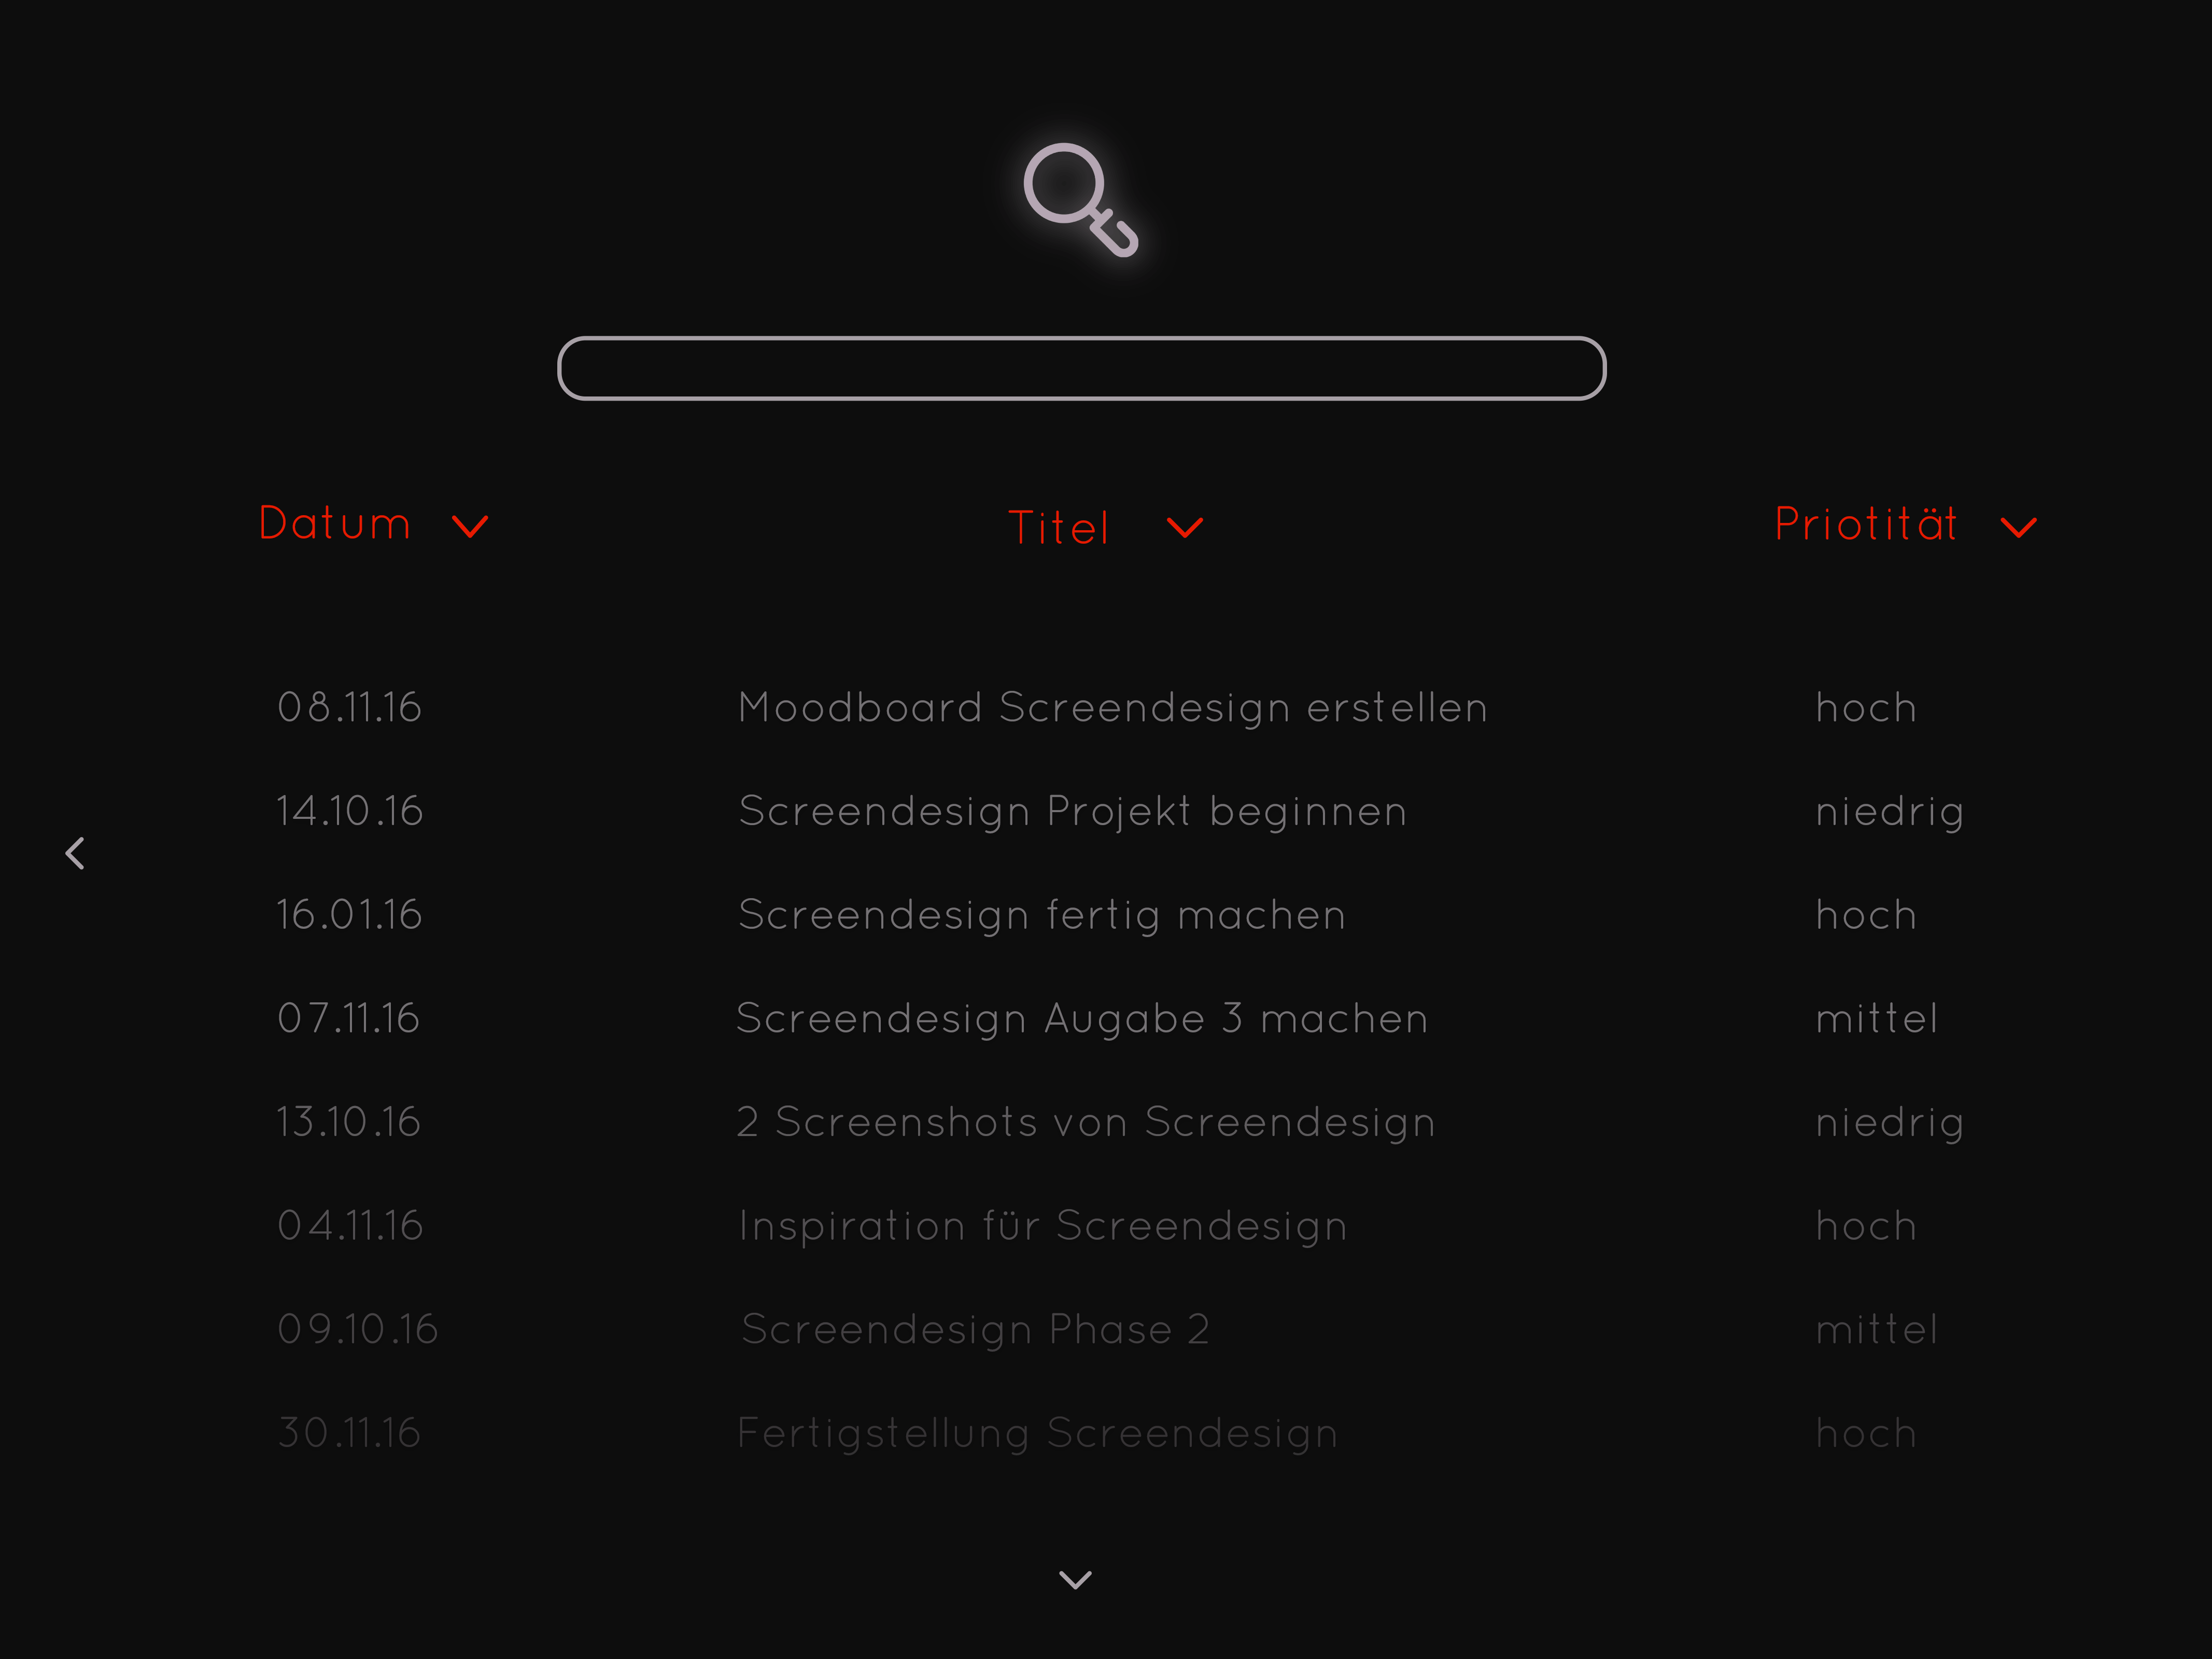 Datum Titel Priotität
08.11.16 Moodboard Screendesign erstellen hoch
14.10.16 Screendesign Projekt beginnen niedrig
16.01.16 Screendesign fertig machen hoch
07.11.16 Screendesign Augabe 3 machen mittel
13.10.16 2 Screenshots von Screendesign niedrig
04.11.16 Inspiration für Screendesign hoch
09.10.16 Screendesign Phase 2 mittel
30.11.16 Fertigstellung Screendesign hoch